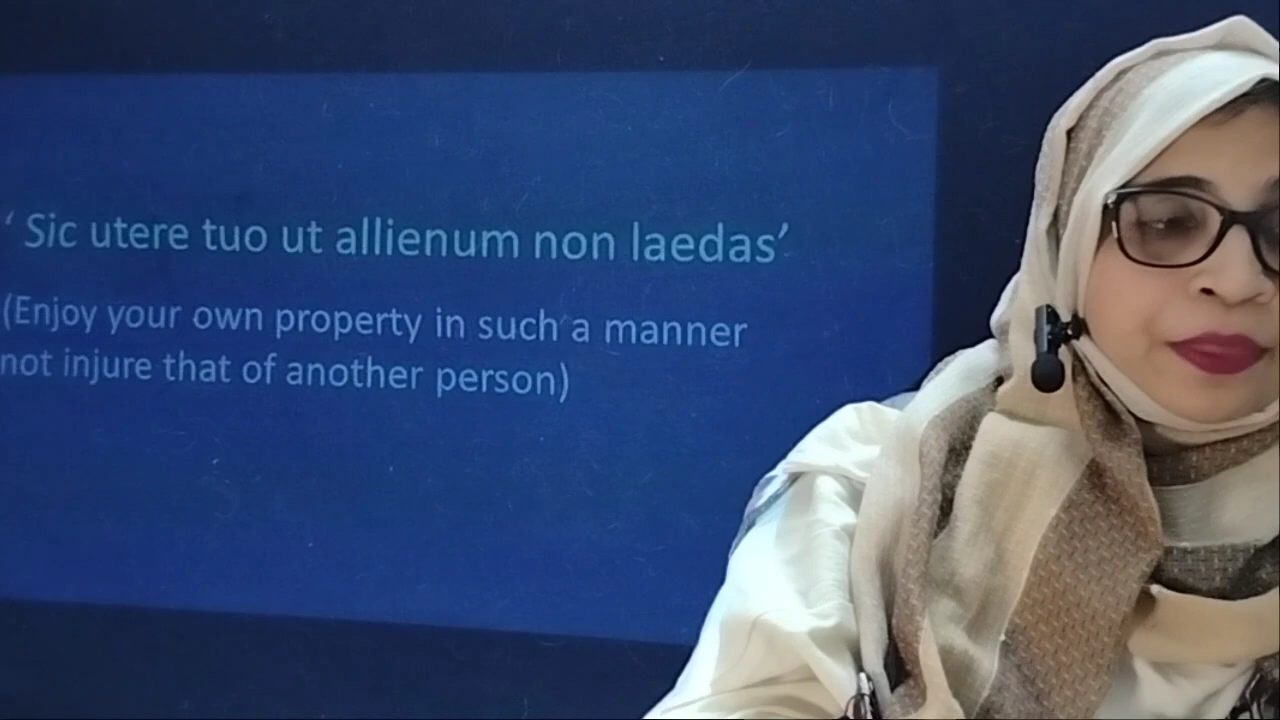 ‘ Sic utere tuo ut allienum non laedas’
(Enjoy your own property in such a manner
not injure that of another person)